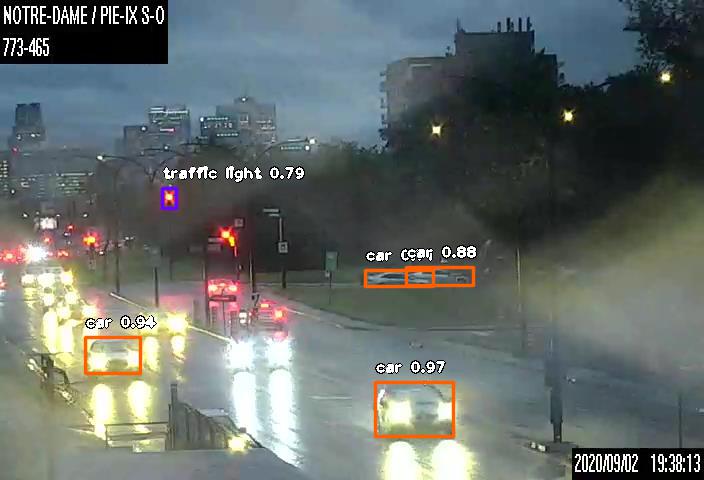 NOTRE-DAME / PIE-IX S-O
773-465
traffic light 0.79
car
car 0.88
car 0.94
car 0.97
2020/09/02 19:38:13